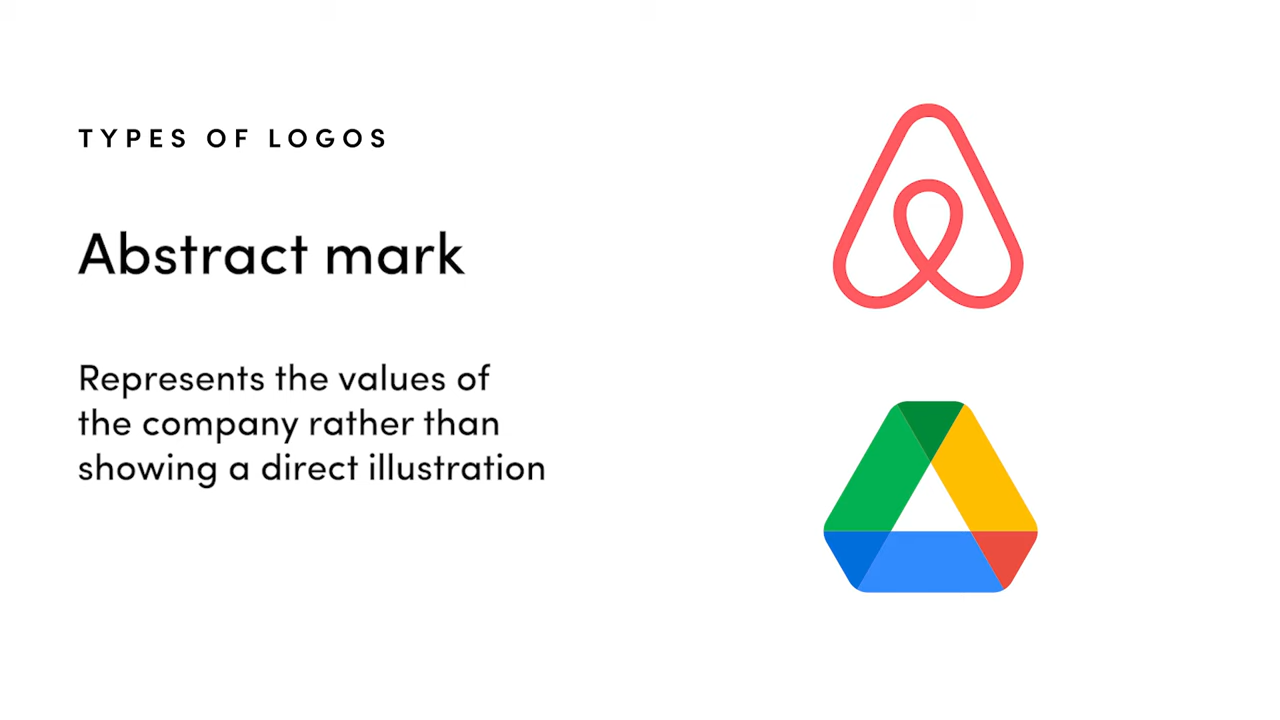 TYPES OF LOGOS
Abstract mark
Represents the values of
the company rather than
showing a direct illustration